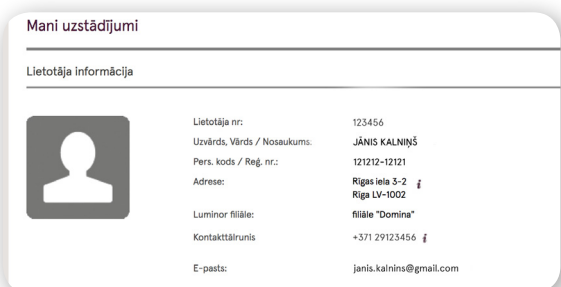 Mani uzstādījumi
Lietotāja informācija
Lietotāja nr: 123456
Uzvārds, Vārds / Nosaukums: JĀNIS KALNIŅŠ
Pers. kods / Reģ. nr.: 121212-12121
Adrese: Rīgas iela 3-2 i
Rīga LV-1002
Luminor filiāle: filiāle "Domina"
Kontakttālrunis +371 29123456 i
E-pasts: janis.kalnins@gmail.com